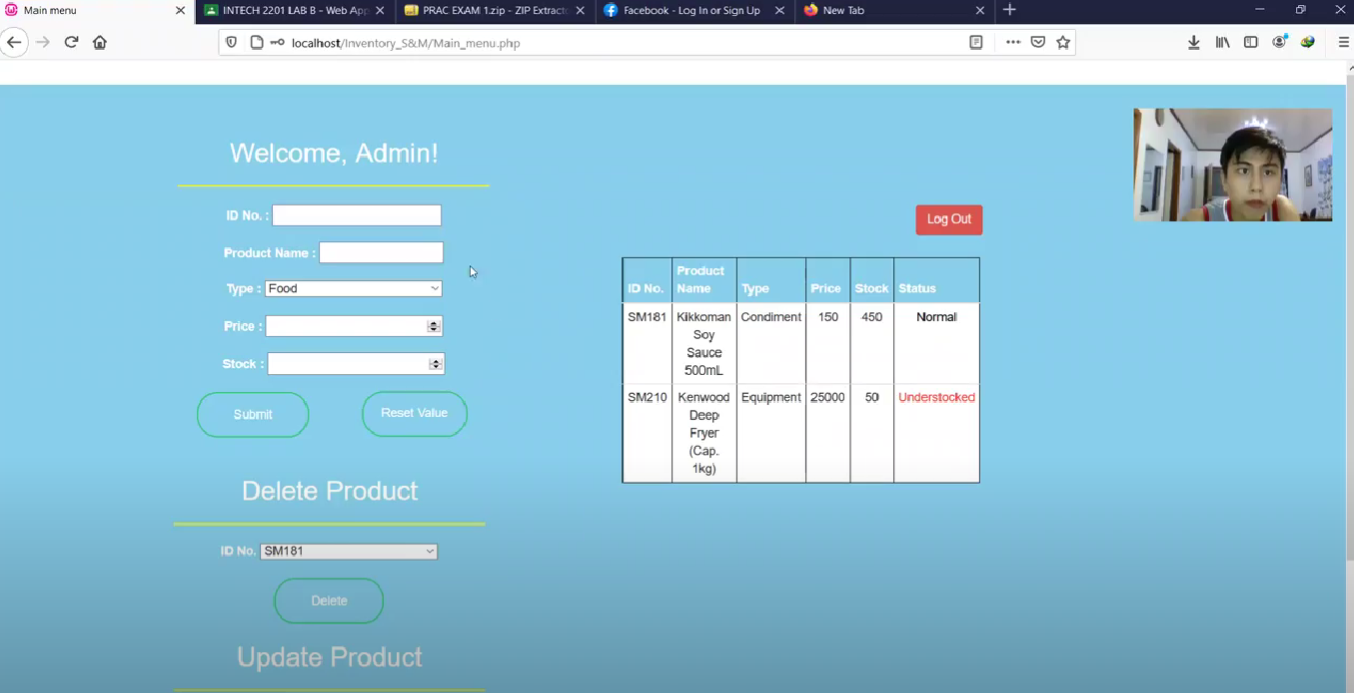 Main menu
INTECH 2201 LAB B - Web App
PRAC EXAM 1.zip - ZIP Extracto
Facebook - Log In or Sign Up
New Tab
localhost/Inventory_S&M/Main_menu.php
Welcome, Admin!
ID No. :
Product Name :
Type : Food
Price :
Stock :
Submit Reset Value
Delete Product
ID No. SM181
Delete
Update Product
Log Out
ID No. Product Name Type Price Stock Status
SM181 Kikkoman Soy Sauce 500mL Condiment 150 450 Normal
SM210 Kenwood Deep Fryer (Cap. 1kg) Equipment 25000 50 Understocked